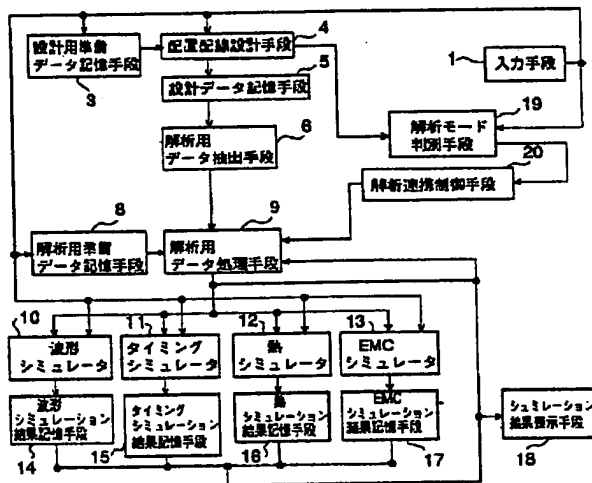 4
設計用準備
データ記憶手段
3
配置配線設計手段
5
設計データ記憶手段
1
入力手段
19
解析モード
判別手段
6
解析用
データ抽出手段
20
解析連携制御手段
8
解析用準備
データ記憶手段
9
解析用
データ処理手段
10
波形
シミュレータ
11
タイミング
シミュレータ
12
熱
シミュレータ
13
EMC
シミュレータ
波形
シミュレーション
結果記憶手段
14
タイミング
シミュレーション
結果記憶手段
15
熱
シミュレーション
結果記憶手段
16
EMC
シミュレーション
結果記憶手段
17
シュミレーション
結果表示手段
18